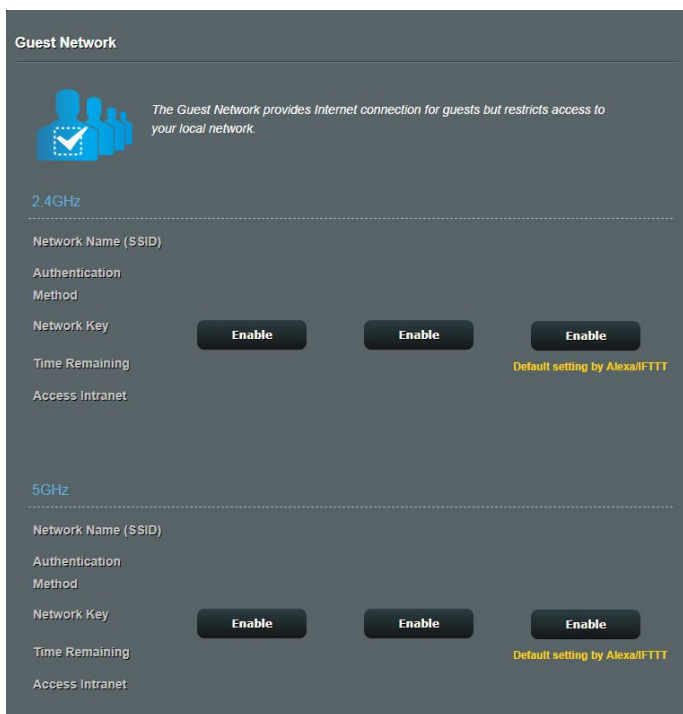 Guest Network
The Guest Network provides Internet connection for guests but restricts access to
your local network.
2.4GHz
Network Name (SSID)
Authentication
Method
Network Key
Enable
Enable
Enable
Time Remaining
Default setting by Alexa/IFTTT
Access Intranet
5GHz
Network Name (SSID)
Authentication
Method
Network Key
Enable
Enable
Enable
Time Remaining
Default setting by Alexa/IFTTT
Access Intranet